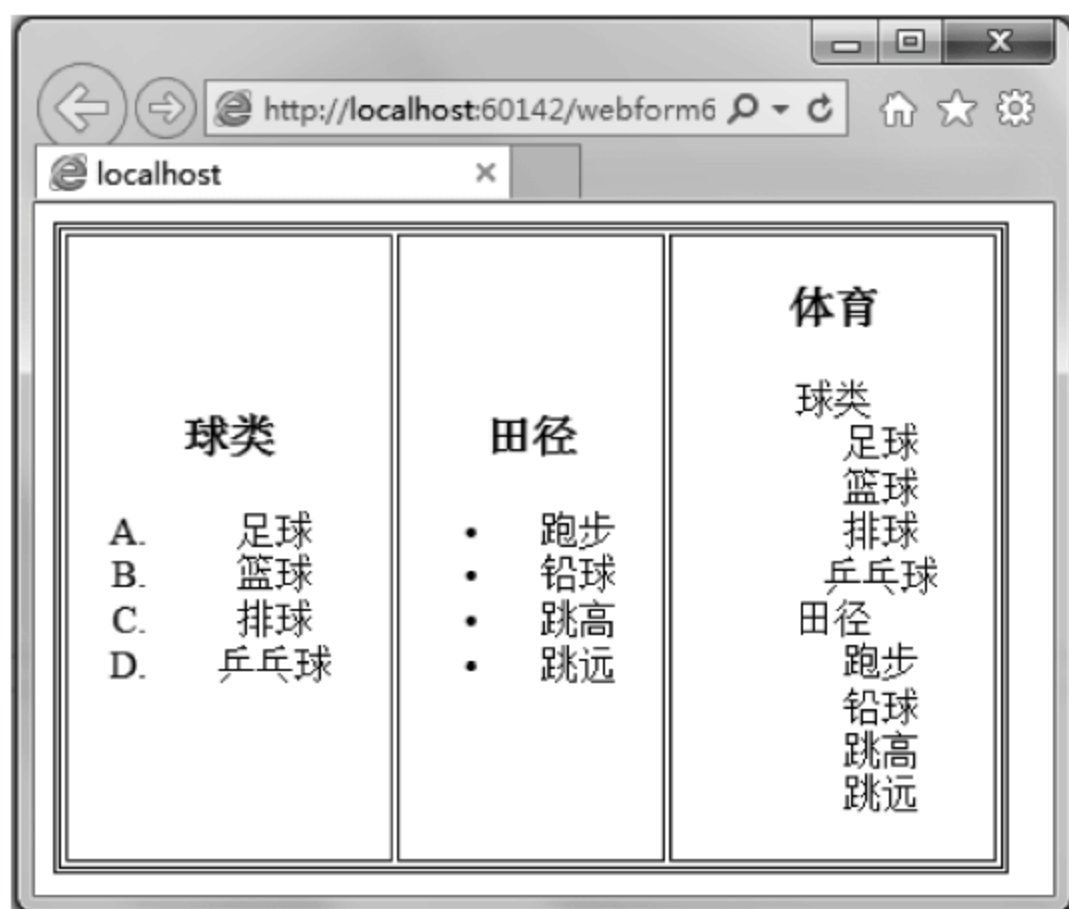 http://localhost:60142/webform6
localhost
球类
A. 足球
B. 篮球
C. 排球
D. 乒乓球
田径
• 跑步
• 铅球
• 跳高
• 跳远
体育
球类
足球
篮球
排球
乒乓球
田径
跑步
铅球
跳高
跳远